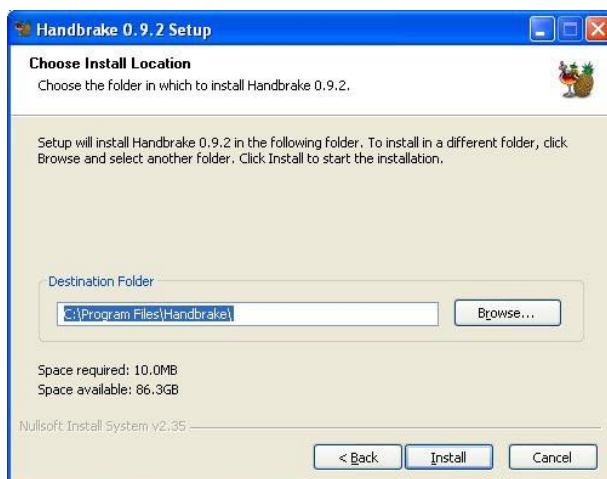 Handbrake 0.9.2 Setup
Choose Install Location
Choose the folder in which to install Handbrake 0.9.2.
Setup will install Handbrake 0.9.2 in the following folder. To install in a different folder, click
Browse and select another folder. Click Install to start the installation.
Destination Folder
C:\Program Files\Handbrake\
Browse...
Space required: 10.0MB
Space available: 86.3GB
Nullsoft Install System v2.35
< Back
Install
Cancel